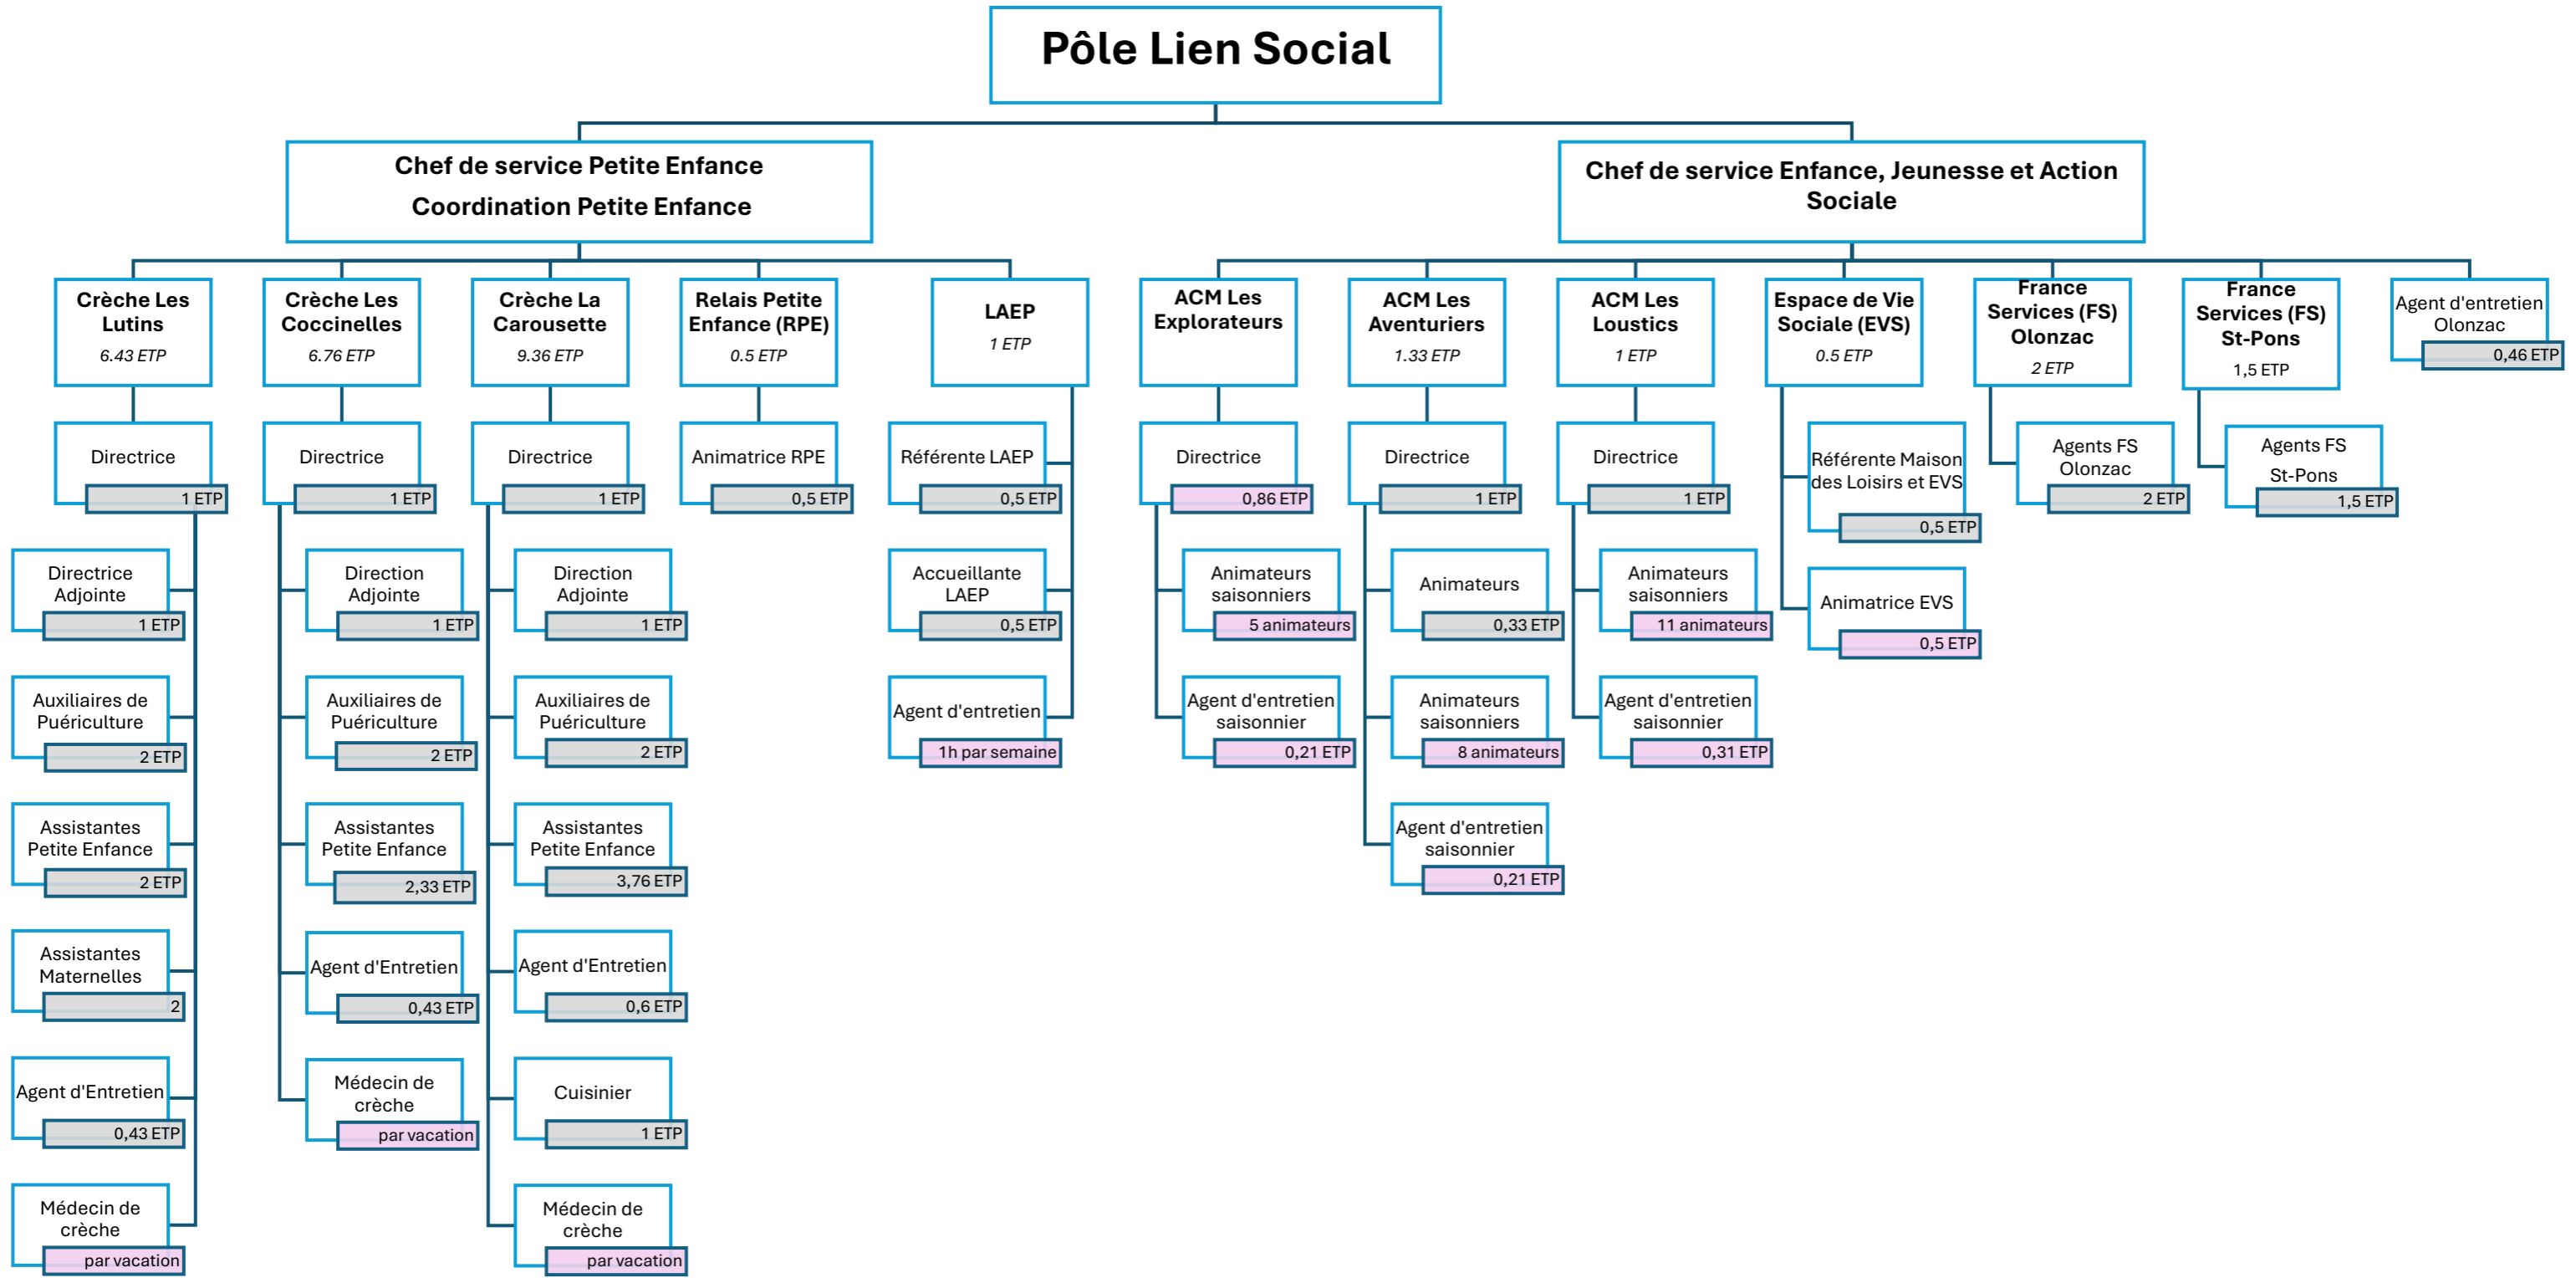 Pôle Lien Social
Chef de service Petite Enfance
Coordination Petite Enfance
Chef de service Enfance, Jeunesse et Action
Sociale
Crèche Les
Lutins
6.43 ETP
Directrice
1 ETP
Directrice
Adjointe
1 ETP
Auxiliaires de
Puériculture
2 ETP
Assistantes
Petite Enfance
2 ETP
Assistantes
Maternelles
2
Agent d'Entretien
0,43 ETP
Médecin de
crèche
par vacation
Crèche Les
Coccinelles
6.76 ETP
Directrice
1 ETP
Direction
Adjointe
1 ETP
Auxiliaires de
Puériculture
2 ETP
Assistantes
Petite Enfance
2,33 ETP
Agent d'Entretien
0,43 ETP
Médecin de
crèche
par vacation
Crèche La
Carousette
9.36 ETP
Directrice
1 ETP
Direction
Adjointe
1 ETP
Auxiliaires de
Puériculture
2 ETP
Assistantes
Petite Enfance
3,76 ETP
Agent d'Entretien
0,6 ETP
Cuisinier
1 ETP
Médecin de
crèche
par vacation
Relais Petite
Enfance (RPE)
0.5 ETP
Animatrice RPE
0,5 ETP
LAEP
1 ETP
Référente LAEP
0,5 ETP
Accueillante
LAEP
0,5 ETP
Agent d'entretien
1h par semaine
ACM Les
Explorateurs
Directrice
0,86 ETP
Animateurs
saisonniers
5 animateurs
Agent d'entretien
saisonnier
0,21 ETP
ACM Les
Aventuriers
1.33 ETP
Directrice
1 ETP
Animateurs
0,33 ETP
Animateurs
saisonniers
8 animateurs
Agent d'entretien
saisonnier
0,21 ETP
ACM Les
Loustics
1 ETP
Directrice
1 ETP
Animateurs
saisonniers
11 animateurs
Agent d'entretien
saisonnier
0,31 ETP
Espace de Vie
Sociale (EVS)
0.5 ETP
Référente Maison
des Loisirs et EVS
0,5 ETP
Animatrice EVS
0,5 ETP
France
Services (FS)
Olonzac
2 ETP
Agents FS
Olonzac
2 ETP
France
Services (FS)
St-Pons
1,5 ETP
Agents FS
St-Pons
1,5 ETP
Agent d'entretien
Olonzac
0,46 ETP